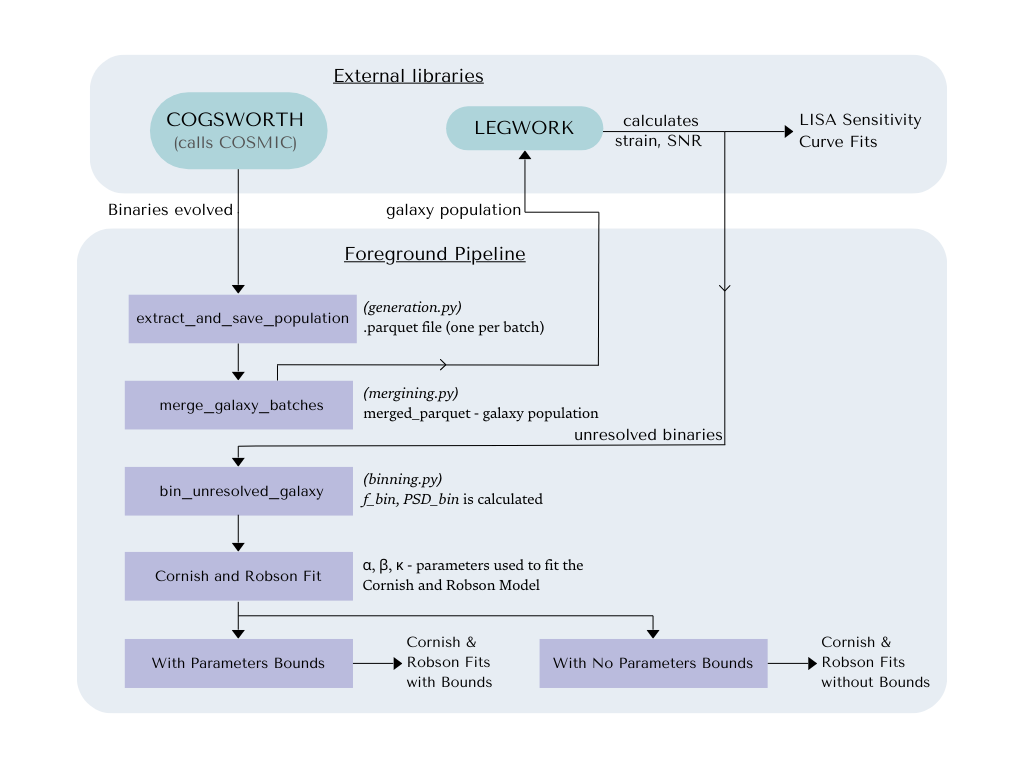 External libraries
COGSWORTH
(calls COSMIC)
LEGWORK
calculates
strain, SNR
LISA Sensitivity
Curve Fits
Binaries evolved
galaxy population
Foreground Pipeline
extract_and_save_population
(generation.py)
.parquet file (one per batch)
merge_galaxy_batches
(mergining.py)
merged_parquet - galaxy population
unresolved binaries
bin_unresolved_galaxy
(binning.py)
f_bin, PSD_bin is calculated
Cornish and Robson Fit
α, β, κ - parameters used to fit the
Cornish and Robson Model
With Parameters Bounds
Cornish &
Robson Fits
with Bounds
With No Parameters Bounds
Cornish &
Robson Fits
without Bounds